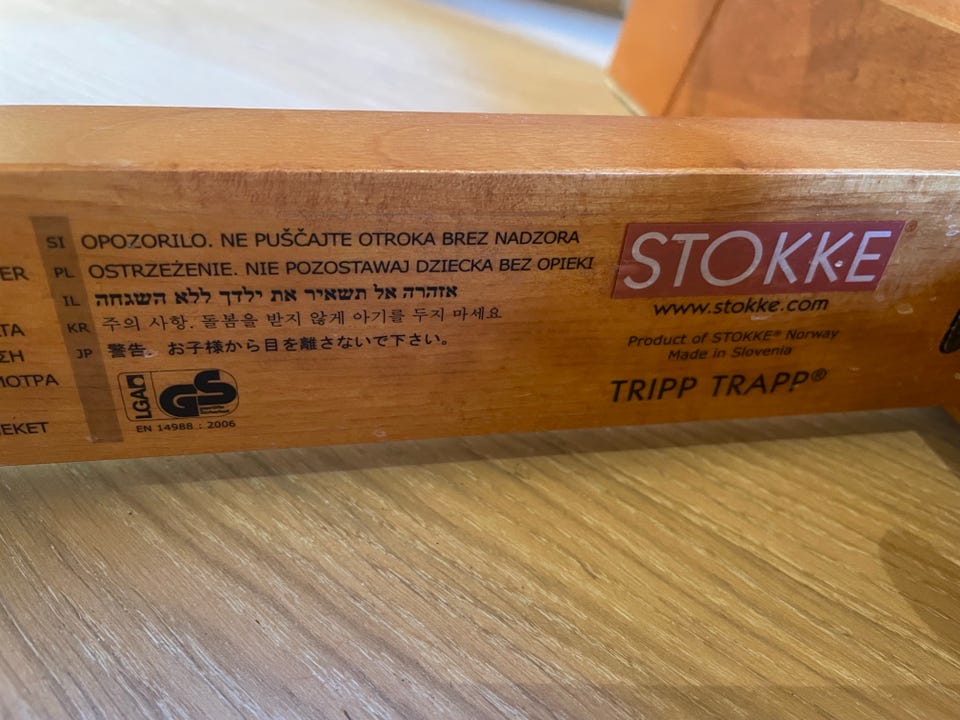 SI OPOZORILO. NE PUŠČAJTE OTROKA BREZ NADZORA
PL OSTRZEŻENIE. NIE POZOSTAWAJ DZIECKA BEZ OPIEKI
IL אזהרה אל תשאיר את ילדך ללא השגחה
KR 주의 사항. 돌봄을 받지 않게 아기를 두지 마세요
JP 警告。お子様から目を離さないで下さい。
LGA GS
EN 14988 : 2006
ER
ΣΗ
ΜΟΤΡΑ
EKET
STOKKE®
www.stokke.com
Product of STOKKE® Norway
Made in Slovenia
TRIPP TRAPP®